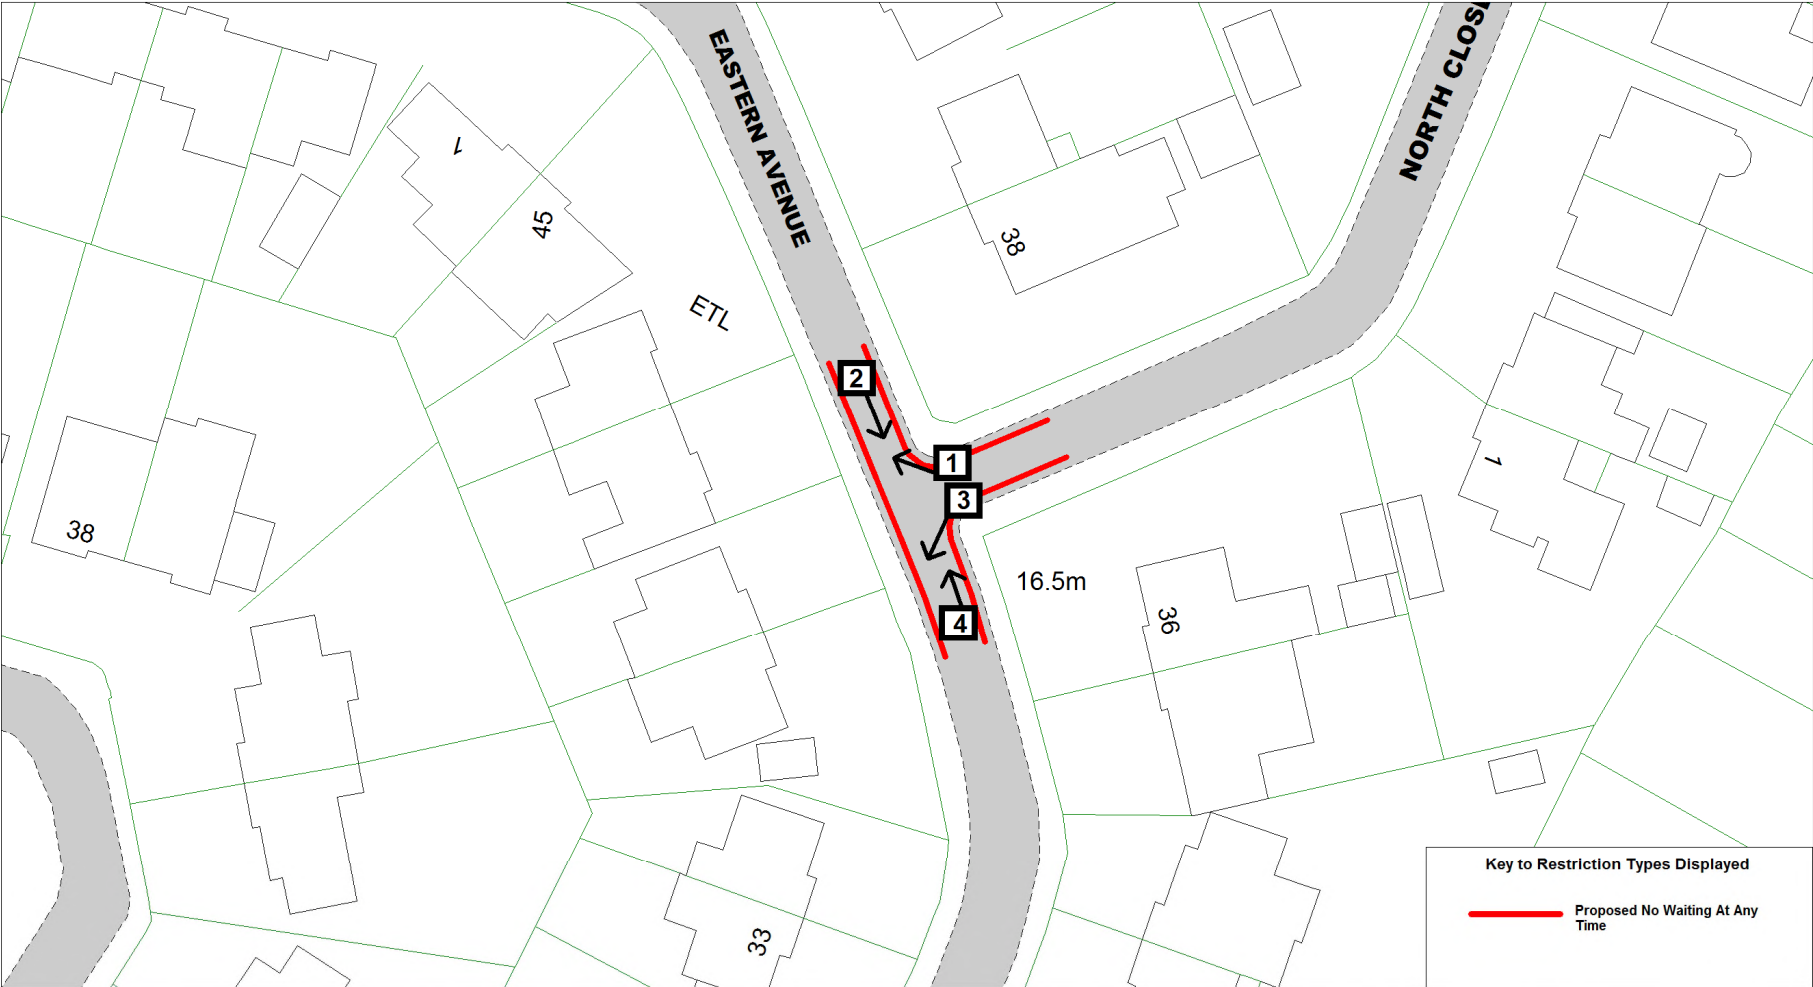 EASTERN AVENUE
NORTH CLOSE
1
45
38
ETL
2
1
3
1
38
16.5m
4
36
33
Key to Restriction Types Displayed
Proposed No Waiting At Any
Time